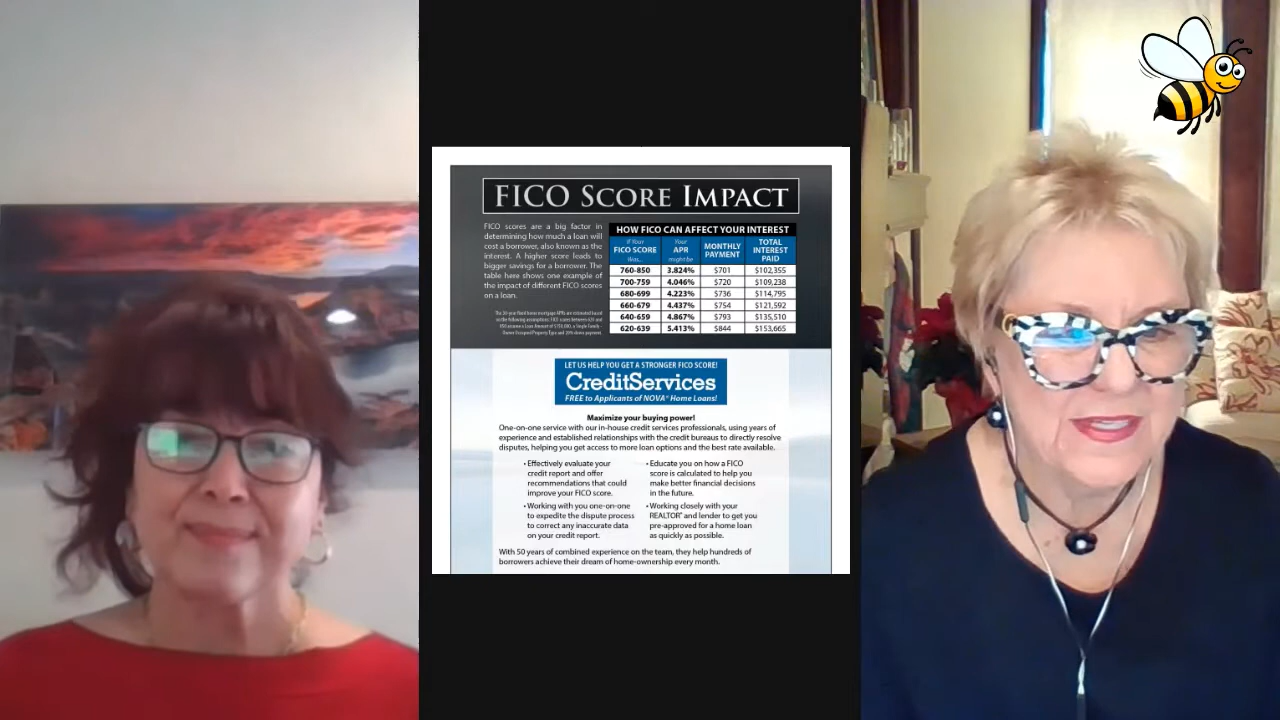 FICO SCORE IMPACT
FICO scores are a big factor in
determining how much a loan will
cost a borrower, also known as the
interest. A higher score leads to
bigger savings for a borrower. The
table here shows one example of
the impact of different FICO scores
on a loan.
HOW FICO CAN AFFECT YOUR INTEREST
If Your FICO SCORE Was... Your APR might be MONTHLY PAYMENT TOTAL INTEREST PAID
760-850 3.824% $701 $102,355
700-759 4.046% $720 $109,238
680-699 4.223% $736 $114,795
660-679 4.437% $754 $121,592
640-659 4.867% $793 $135,510
620-639 5.413% $844 $153,665
LET US HELP YOU GET A STRONGER FICO SCORE!
CreditServices
FREE to Applicants of NOVA® Home Loans!
Maximize your buying power!
One-on-one service with our in-house credit services professionals, using years of
experience and established relationships with the credit bureaus to directly resolve
disputes, helping you get access to more loan options and the best rate available.
• Effectively evaluate your
credit report and offer
recommendations that could
improve your FICO score.
• Working with you one-on-one
to expedite the dispute process
to correct any inaccurate data
on your credit report.
• Educate you on how a FICO
score is calculated to help you
make better financial decisions
in the future.
• Working closely with your
REALTOR® and lender to get you
pre-approved for a home loan
as quickly as possible.
With 50 years of combined experience on the team, they help hundreds of
borrowers achieve their dream of home-ownership every month.